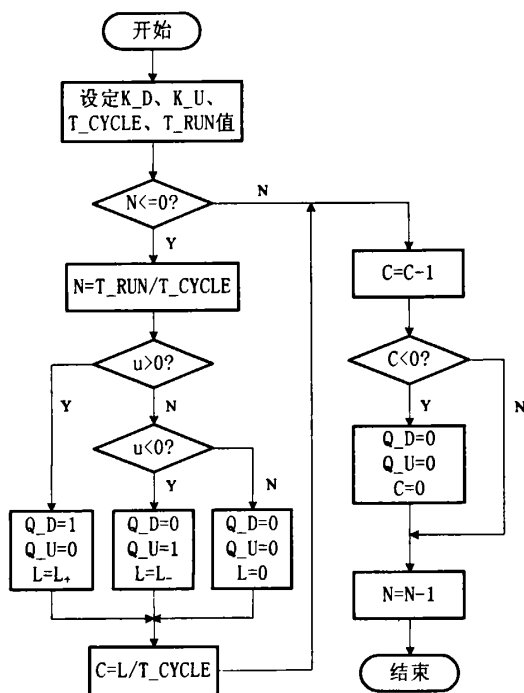 开始
设定K_D、K_U、
T_CYCLE、T_RUN值
N<=0?
N
Y
N=T_RUN/T_CYCLE
u>0?
Y
N
u<0?
Y
N
Q_D=1
Q_U=0
L=L₊
Q_D=0
Q_U=1
L=L₋
Q_D=0
Q_U=0
L=0
C=L/T_CYCLE
C=C-1
C<0?
Y
N
Q_D=0
Q_U=0
C=0
N=N-1
结束